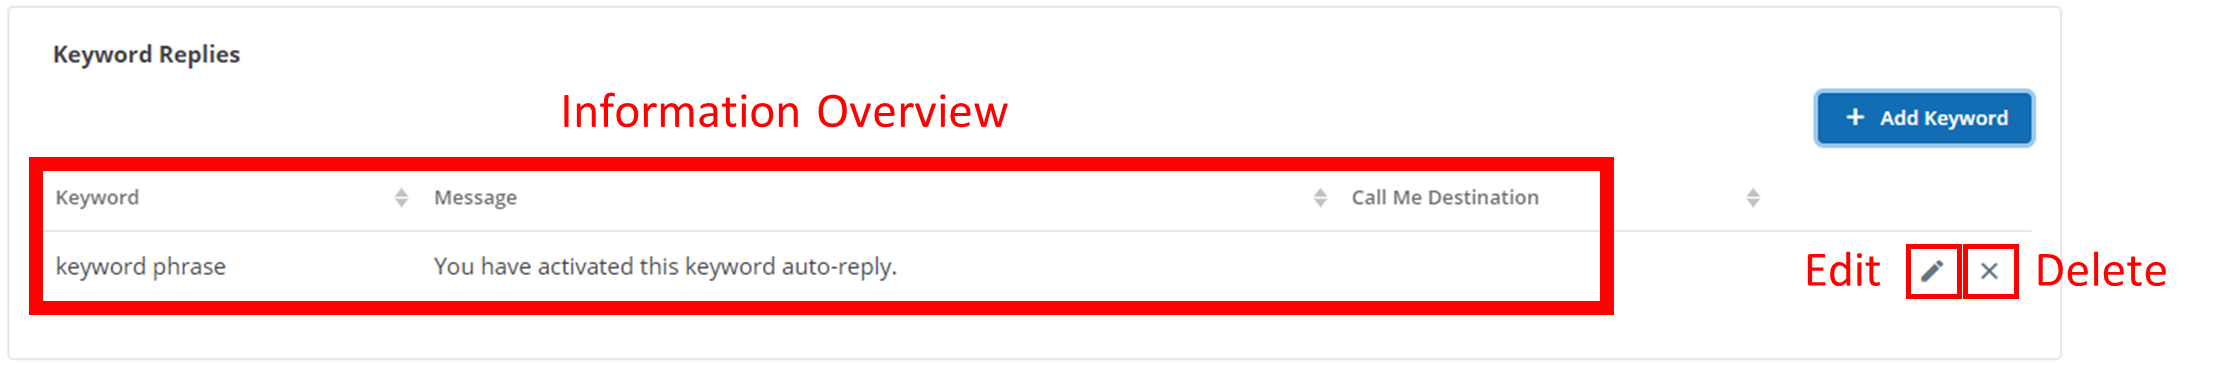 Keyword Replies
Information Overview
+ Add Keyword
Keyword Message Call Me Destination
keyword phrase You have activated this keyword auto-reply. Edit Delete